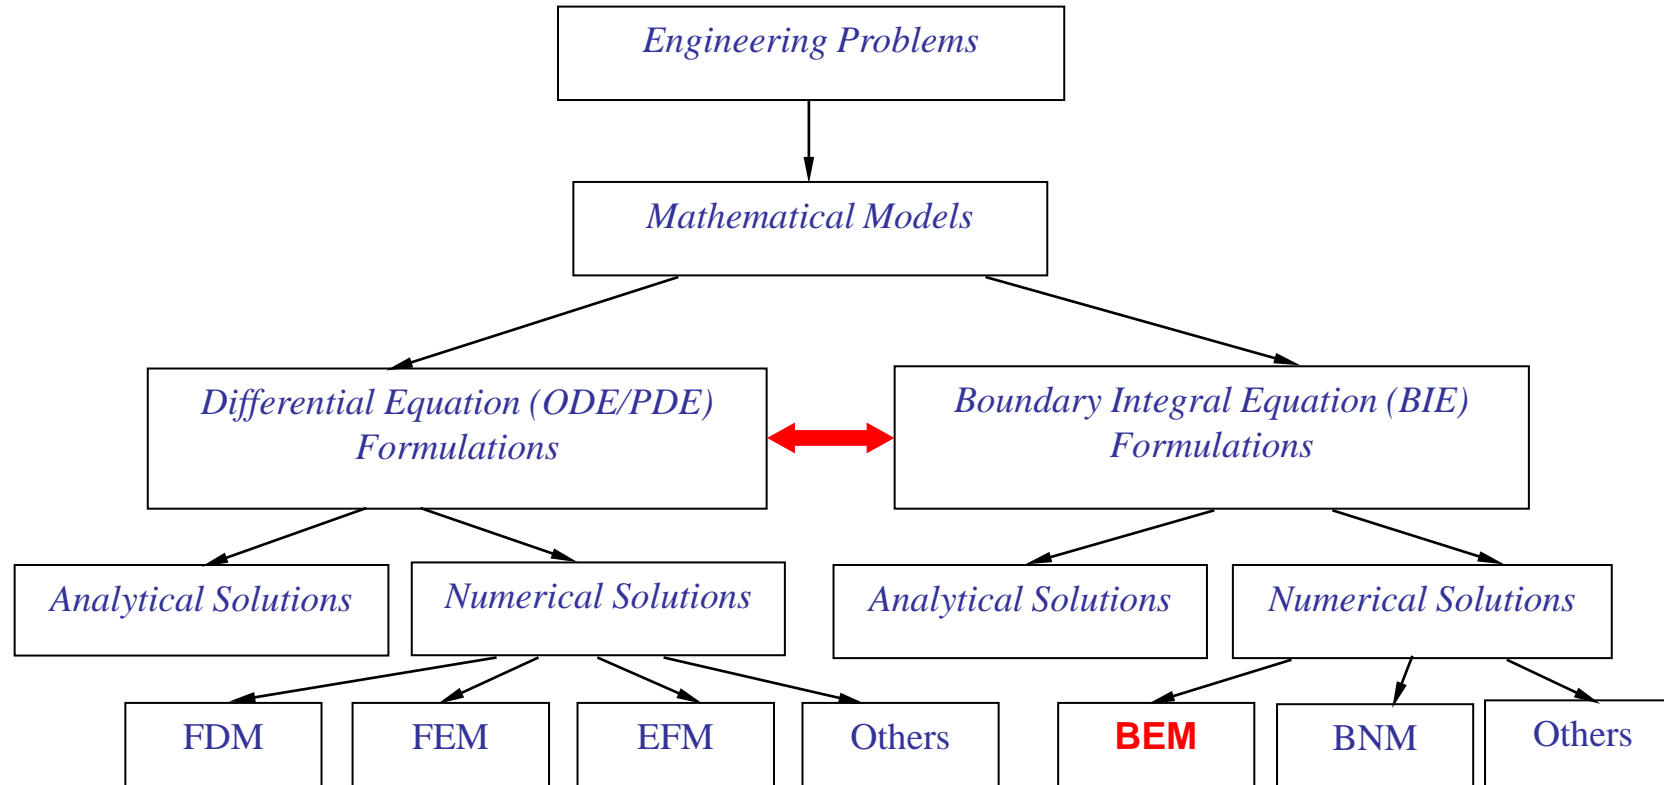 Engineering Problems
Mathematical Models
Differential Equation (ODE/PDE)
Formulations
Boundary Integral Equation (BIE)
Formulations
Analytical Solutions
Numerical Solutions
Analytical Solutions
Numerical Solutions
FDM
FEM
EFM
Others
BEM
BNM
Others